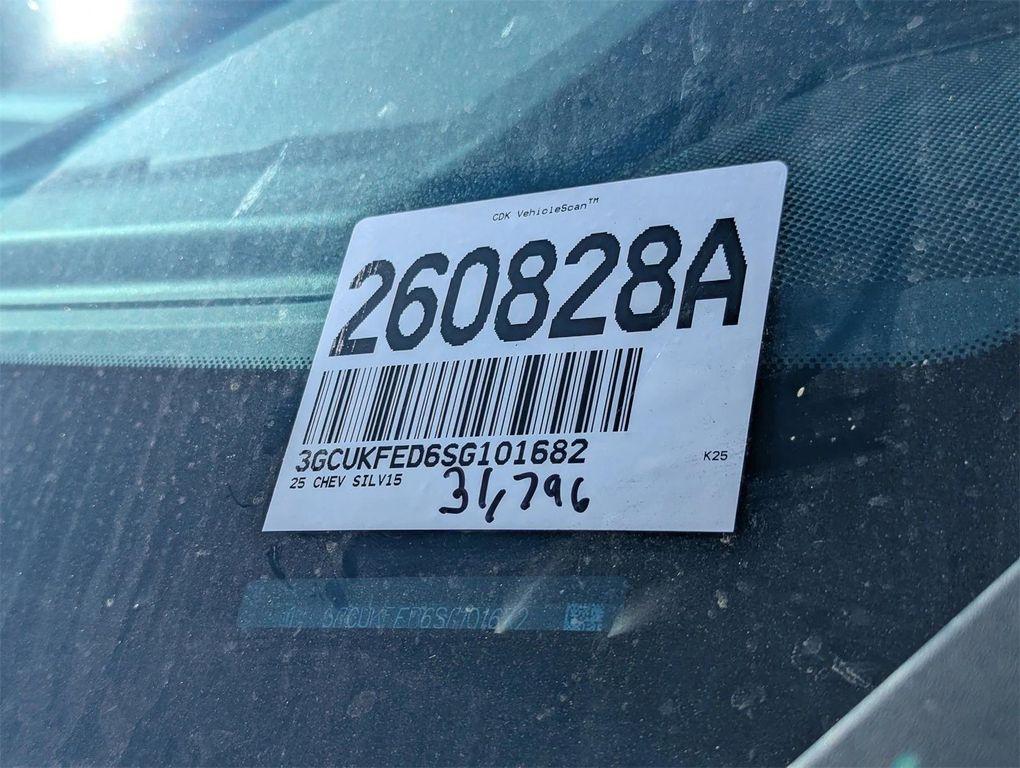 CDK VehicleScan™
260828A
3GCUKFED6SG101682
25 CHEV SILV15
K25
31,796